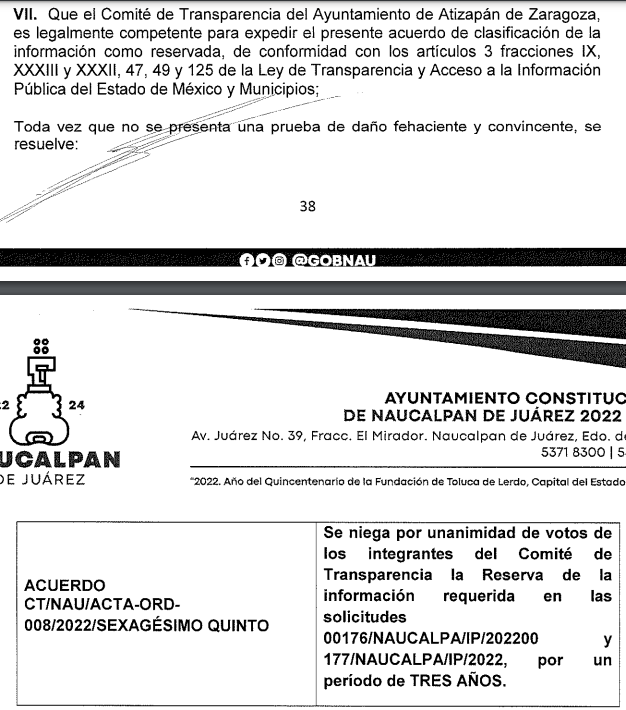 VII. Que el Comité de Transparencia del Ayuntamiento de Atizapán de Zaragoza,
es legalmente competente para expedir el presente acuerdo de clasificación de la
información como reservada, de conformidad con los artículos 3 fracciones IX,
XXXIII y XXXII, 47, 49 y 125 de la Ley de Transparencia y Acceso a la Información
Pública del Estado de México y Municipios;
Toda vez que no se presenta una prueba de daño fehaciente y convincente, se
resuelve:
38
@GOBNAU
2 24
UCALPAN
DE JUÁREZ
AYUNTAMIENTO CONSTITUC
DE NAUCALPAN DE JUÁREZ 2022
Av. Juárez No. 39, Fracc. El Mirador. Naucalpan de Juárez, Edo. de
5371 8300 | 5
"2022. Año del Quincentenario de la Fundación de Toluca de Lerdo, Capital del Estado
ACUERDO
CT/NAU/ACTA-ORD-
008/2022/SEXAGÉSIMO QUINTO
Se niega por unanimidad de votos de
los integrantes del Comité de
Transparencia la Reserva de la
información requerida en las
solicitudes
00176/NAUCALPA/IP/202200 y
177/NAUCALPA/IP/2022, por un
período de TRES AÑOS.